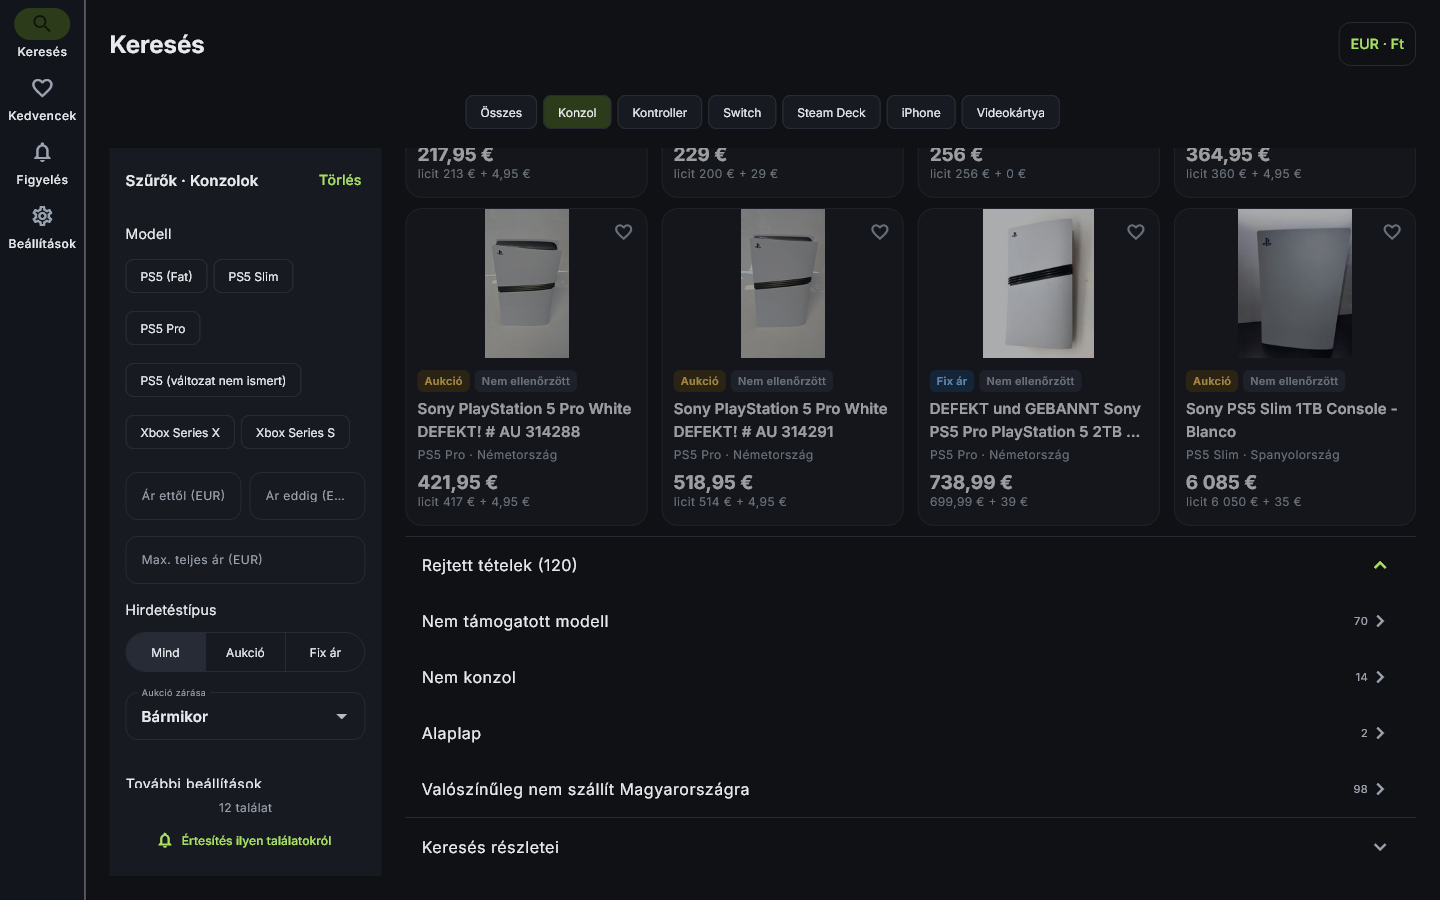 Keresés
Kedvencek
Figyelés
Beállítások
Keresés
EUR · Ft
Összes
Konzol
Kontroller
Switch
Steam Deck
iPhone
Videokártya
Szűrők · Konzolok
Törlés
Modell
PS5 (Fat)
PS5 Slim
PS5 Pro
PS5 (változat nem ismert)
Xbox Series X
Xbox Series S
Ár ettől (EUR)
Ár eddig (E...
Max. teljes ár (EUR)
Hirdetéstípus
Mind
Aukció
Fix ár
Aukció zárása
Bármikor
További beállítások
12 találat
Értesítés ilyen találatokról
217,95 €
licit 213 € + 4,95 €
229 €
licit 200 € + 29 €
256 €
licit 256 € + 0 €
364,95 €
licit 360 € + 4,95 €
Aukció
Nem ellenőrzött
Sony PlayStation 5 Pro White
DEFEKT! # AU 314288
PS5 Pro · Németország
421,95 €
licit 417 € + 4,95 €
Aukció
Nem ellenőrzött
Sony PlayStation 5 Pro White
DEFEKT! # AU 314291
PS5 Pro · Németország
518,95 €
licit 514 € + 4,95 €
Fix ár
Nem ellenőrzött
DEFEKT und GEBANNT Sony
PS5 Pro PlayStation 5 2TB ...
PS5 Pro · Németország
738,99 €
699,99 € + 39 €
Aukció
Nem ellenőrzött
Sony PS5 Slim 1TB Console -
Blanco
PS5 Slim · Spanyolország
6 085 €
licit 6 050 € + 35 €
Rejtett tételek (120)
Nem támogatott modell
70
Nem konzol
14
Alaplap
2
Valószínűleg nem szállít Magyarországra
98
Keresés részletei